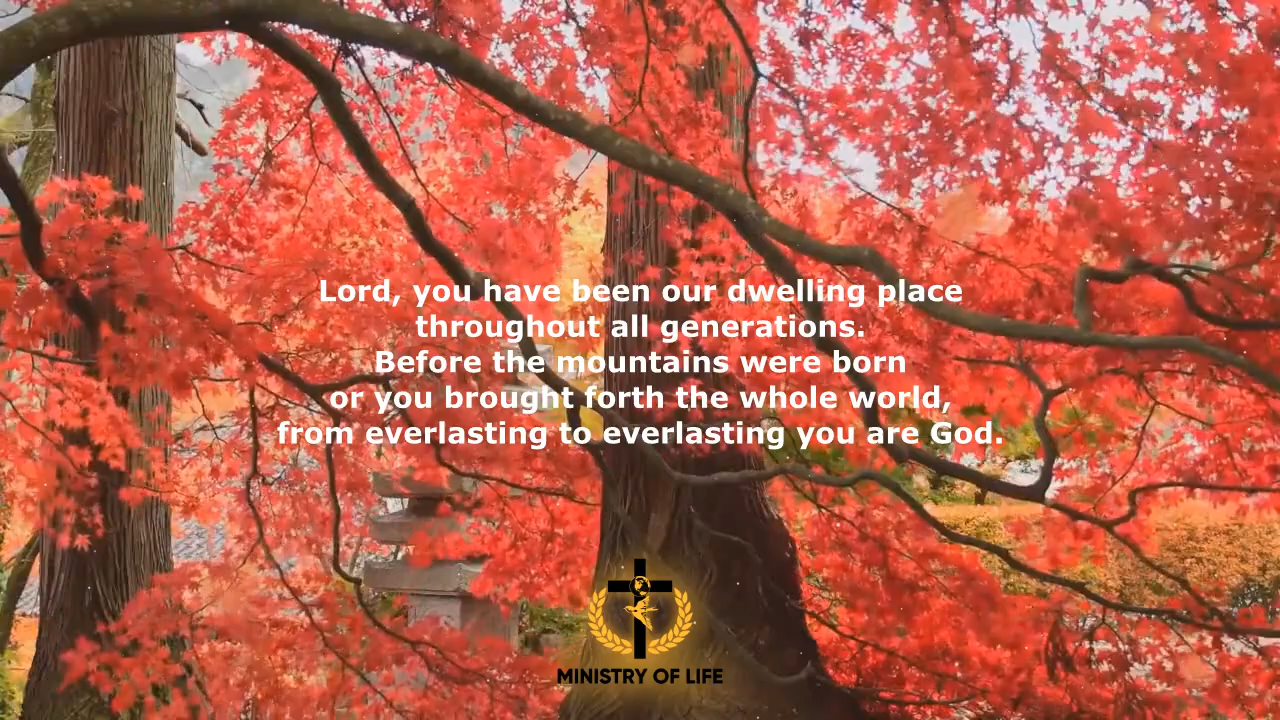 Lord, you have been our dwelling place
throughout all generations.
Before the mountains were born
or you brought forth the whole world,
from everlasting to everlasting you are God.
MINISTRY OF LIFE